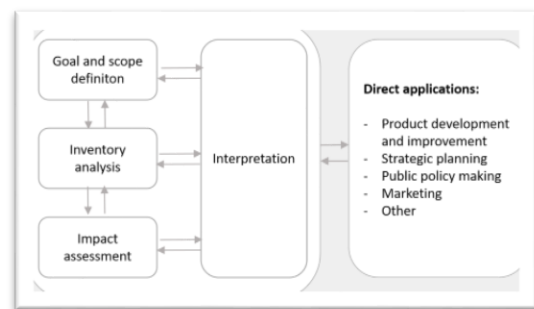 Goal and scope
definiton
Inventory
analysis
Impact
assessment
Interpretation
Direct applications:
- Product development
and improvement
- Strategic planning
- Public policy making
- Marketing
- Other